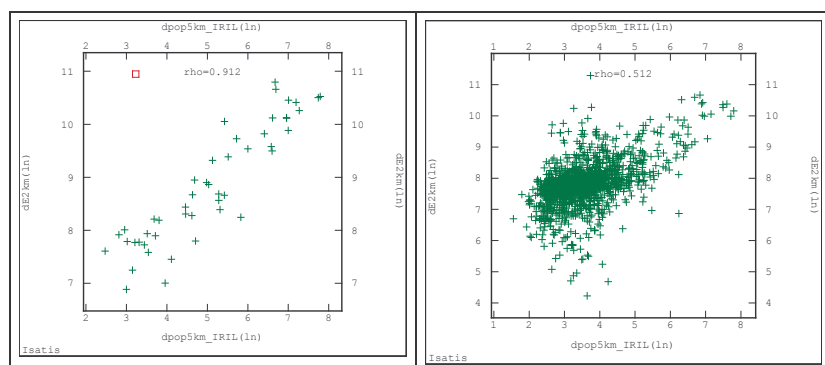 dpop5km_IRIL(ln)
2 3 4 5 6 7 8
rho=0.912
11
10
9
8
7
11
10
9
8
7
dE2km(ln)
dE2km(ln)
2 3 4 5 6 7 8
dpop5km_IRIL(ln)
Isatis
dpop5km_IRIL(ln)
1 2 3 4 5 6 7 8
rho=0.512
11
10
9
8
7
6
5
4
11
10
9
8
7
6
5
4
dE2km(ln)
dE2km(ln)
1 2 3 4 5 6 7 8
dpop5km_IRIL(ln)
Isatis